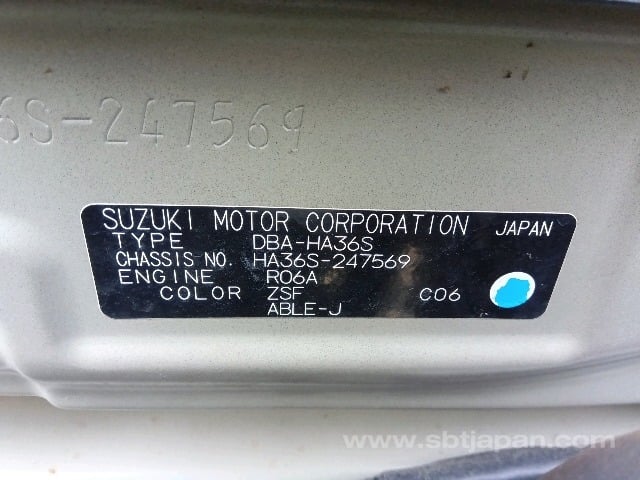 6S-247569
SUZUKI MOTOR CORPORATION JAPAN
TYPE DBA-HA36S
CHASSIS NO. HA36S-247569
ENGINE R06A
COLOR ZSF C06
ABLE-J
www.sbtjapan.com